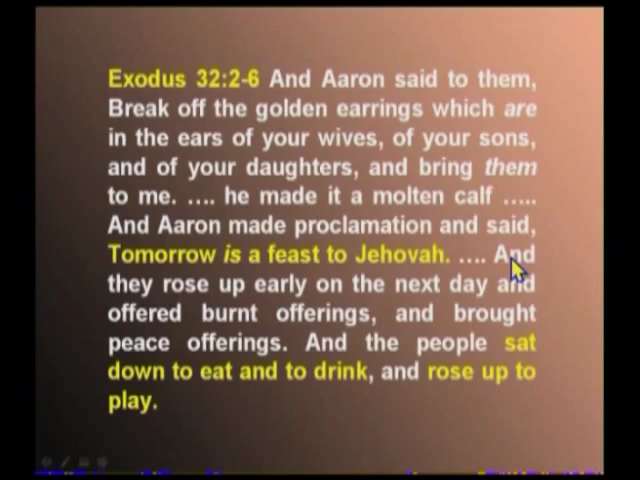 Exodus 32:2-6 And Aaron said to them,
Break off the golden earrings which are
in the ears of your wives, of your sons,
and of your daughters, and bring them
to me. .... he made it a molten calf .....
And Aaron made proclamation and said,
Tomorrow is a feast to Jehovah. .... And
they rose up early on the next day and
offered burnt offerings, and brought
peace offerings. And the people sat
down to eat and to drink, and rose up to
play.